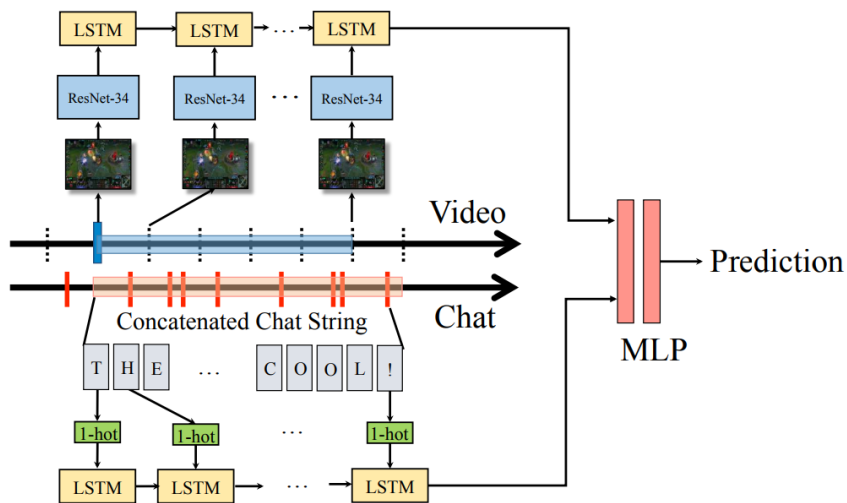 LSTM LSTM ... LSTM
ResNet-34 ResNet-34 ... ResNet-34
Video
Prediction
Concatenated Chat String Chat
MLP
T H E ... C O O L !
1-hot 1-hot ... 1-hot
LSTM LSTM ... LSTM